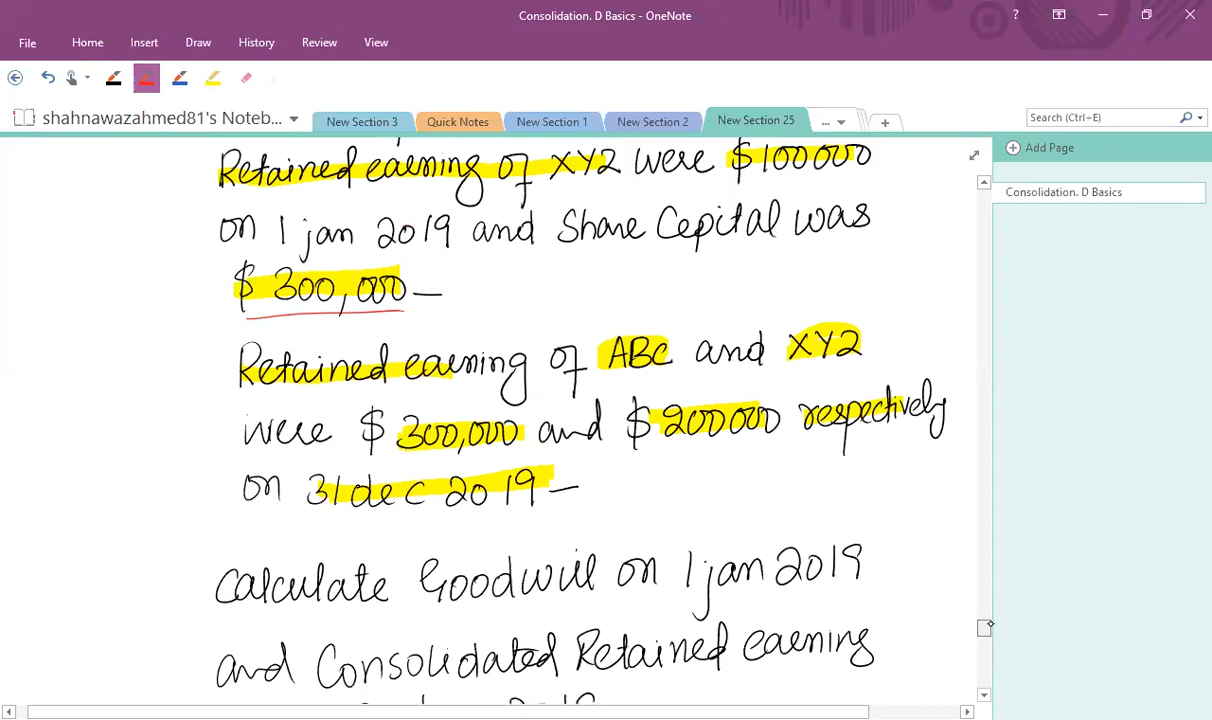 Consolidation. D Basics - OneNote
?
File Home Insert Draw History Review View
shahnawazahmed81's Noteb...
New Section 3 Quick Notes New Section 1 New Section 2 New Section 25 ...
Search (Ctrl+E)
Add Page
Consolidation. D Basics
Retained earning of XYZ were $100000
on 1 jan 2019 and Share Cepital was
$ 300,000 —
Retained earning of ABC and XYZ
were $ 300,000 and $ 200000 respectively
on 31 dec 2019 —
Calculate Goodwill on 1 jan 2019
and Consolidated Retained earning